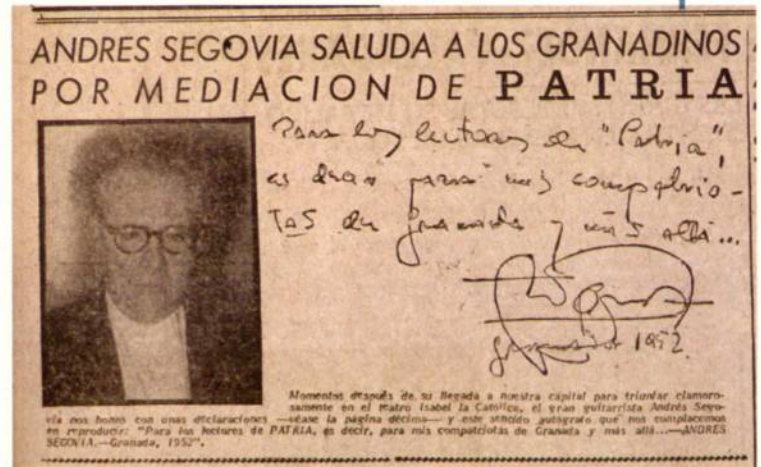 ANDRES SEGOVIA SALUDA A LOS GRANADINOS
POR MEDIACION DE PATRIA
Para los lectores de "Patria",
es decir para mis compatrio-
tas de Granada y más allá...
Segovia
Granada 1952.
Momentos después de su llegada a nuestra capital para triunfar clamoro-
samente en el teatro Isabel la Católica, el gran guitarrista Andrés Sego-
via nos honró con unas declaraciones —véase la página décima— y este sencido autógrafo que nos complacemos
en reproducir: "Para los lectores de PATRIA, es decir, para mis compatriotas de Granada y más allá...—ANDRES
SEGOVIA.—Granada, 1952".